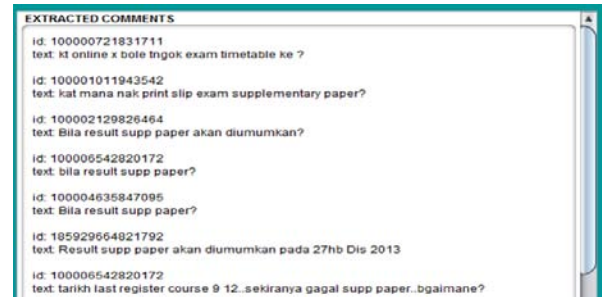 EXTRACTED COMMENTS
id: 100000721831711
text: kt online x bole tngok exam timetable ke ?
id: 100001011943542
text: kat mana nak print slip exam supplementary paper?
id: 100002129826464
text: Bila result supp paper akan diumumkan?
id: 100006542820172
text: bila result supp paper?
id: 100004635847095
text: Bila result supp paper?
id: 185929664821792
text: Result supp paper akan diumumkan pada 27hb Dis 2013
id: 100006542820172
text: tarikh last register course 9 12..sekiranya gagal supp paper..bgaimane?